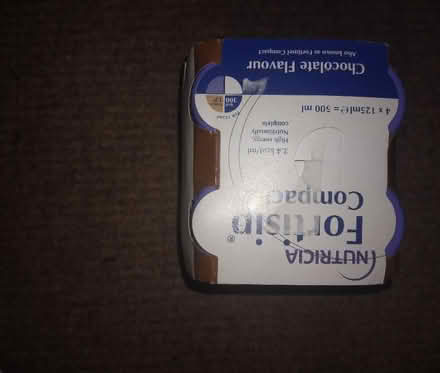 NUTRICIA
Fortisip®
Compact
2.4 kcal/ml
High energy,
Nutritionally
complete
4 x 125ml e = 500 ml
300
Chocolate Flavour
Also known as Fortimel Compact